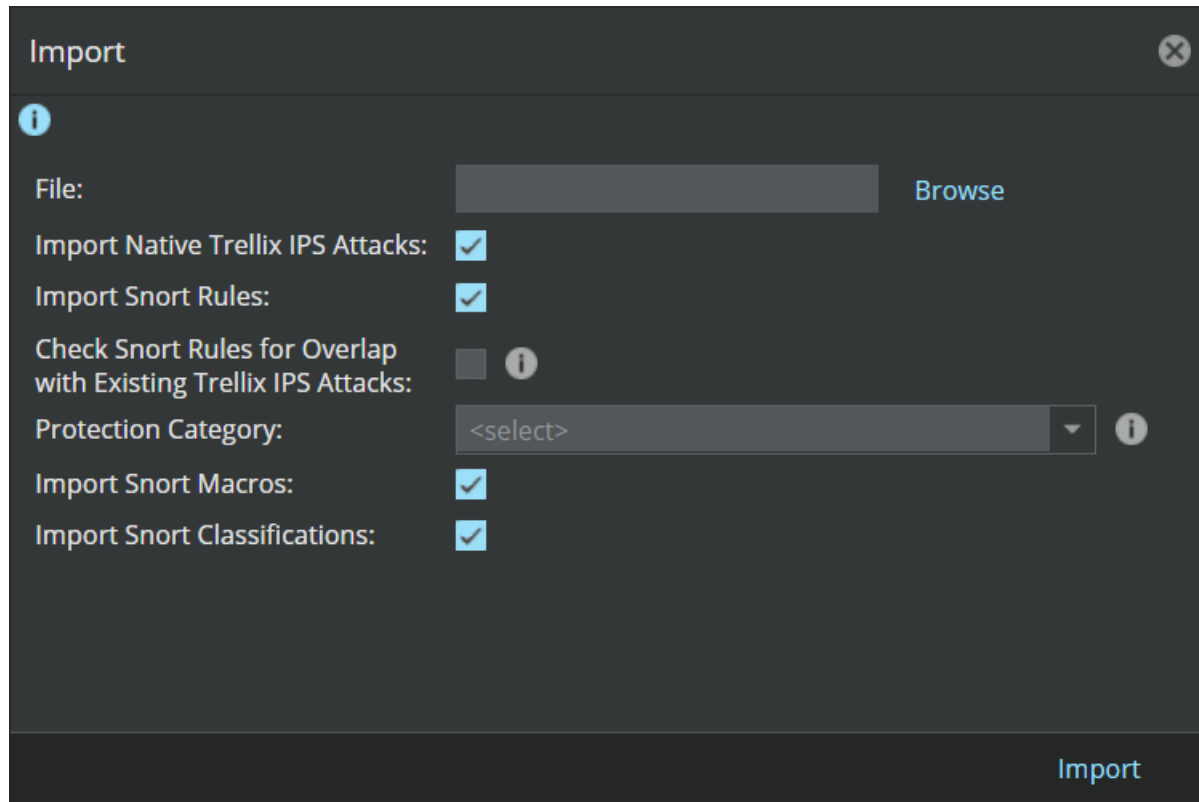 Import
File:
Browse
Import Native Trellix IPS Attacks:
Import Snort Rules:
Check Snort Rules for Overlap
with Existing Trellix IPS Attacks:
Protection Category:
<select>
Import Snort Macros:
Import Snort Classifications:
Import